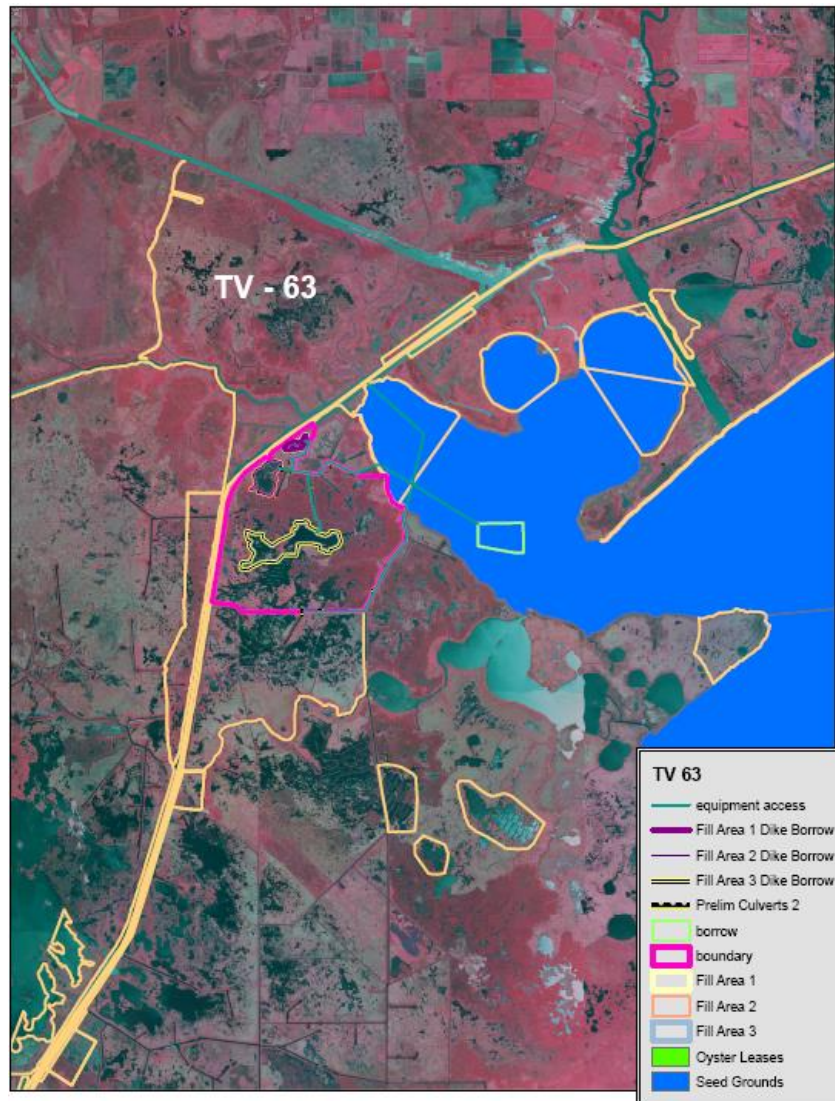 TV - 63
TV 63
equipment access
Fill Area 1 Dike Borrow
Fill Area 2 Dike Borrow
Fill Area 3 Dike Borrow
Prelim Culverts 2
borrow
boundary
Fill Area 1
Fill Area 2
Fill Area 3
Oyster Leases
Seed Grounds